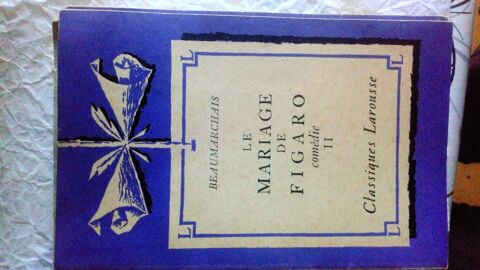 BEAUMARCHAIS
LE
MARIAGE
DE
FIGARO
comédie
II
Classiques Larousse